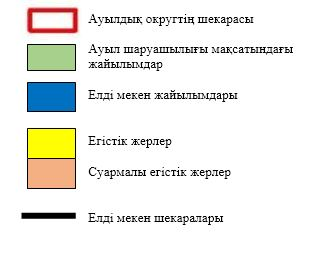 Ауылдық округтің шекарасы
Ауыл шаруашылығы мақсатындағы
жайылымдар
Елді мекен жайылымдары
Егістік жерлер
Суармалы егістік жерлер
Елді мекен шекаралары